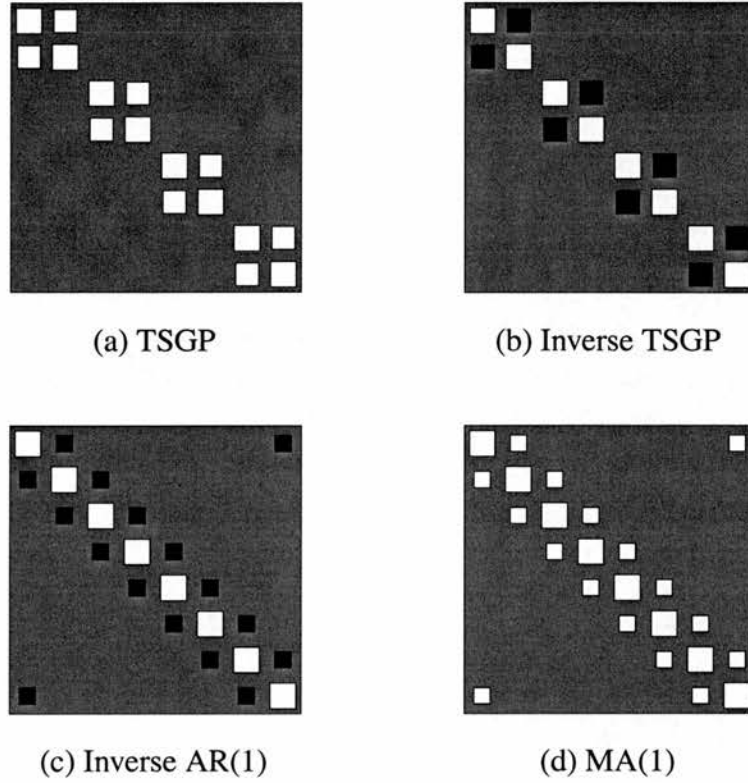 (a) TSGP
(b) Inverse TSGP
(c) Inverse AR(1)
(d) MA(1)